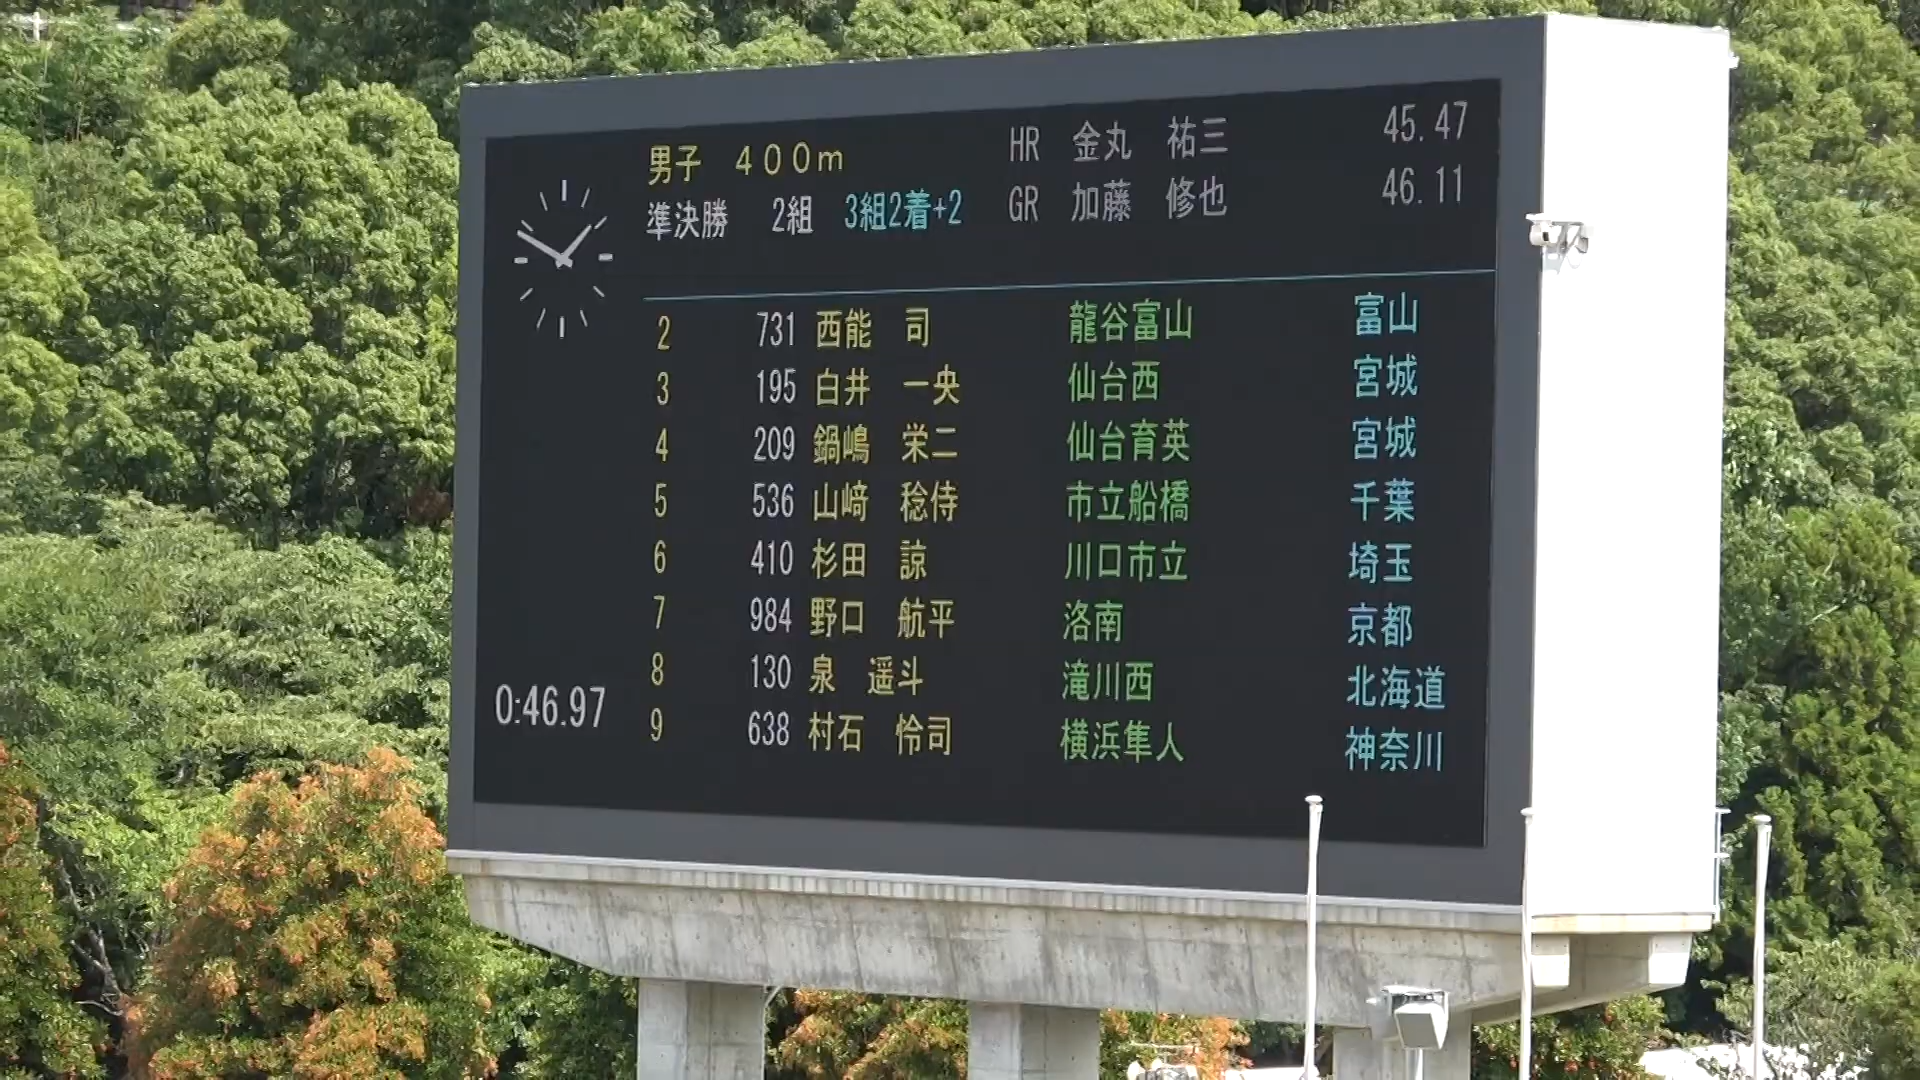 男子 400m HR 金丸 祐三 45.47
準決勝 2組 3組2着+2 GR 加藤 修也 46.11
2 731 西能 司 龍谷富山 富山
3 195 白井 一央 仙台西 宮城
4 209 鍋嶋 栄二 仙台育英 宮城
5 536 山﨑 稔侍 市立船橋 千葉
6 410 杉田 諒 川口市立 埼玉
7 984 野口 航平 洛南 京都
8 130 泉 遥斗 滝川西 北海道
9 638 村石 怜司 横浜隼人 神奈川
0:46.97